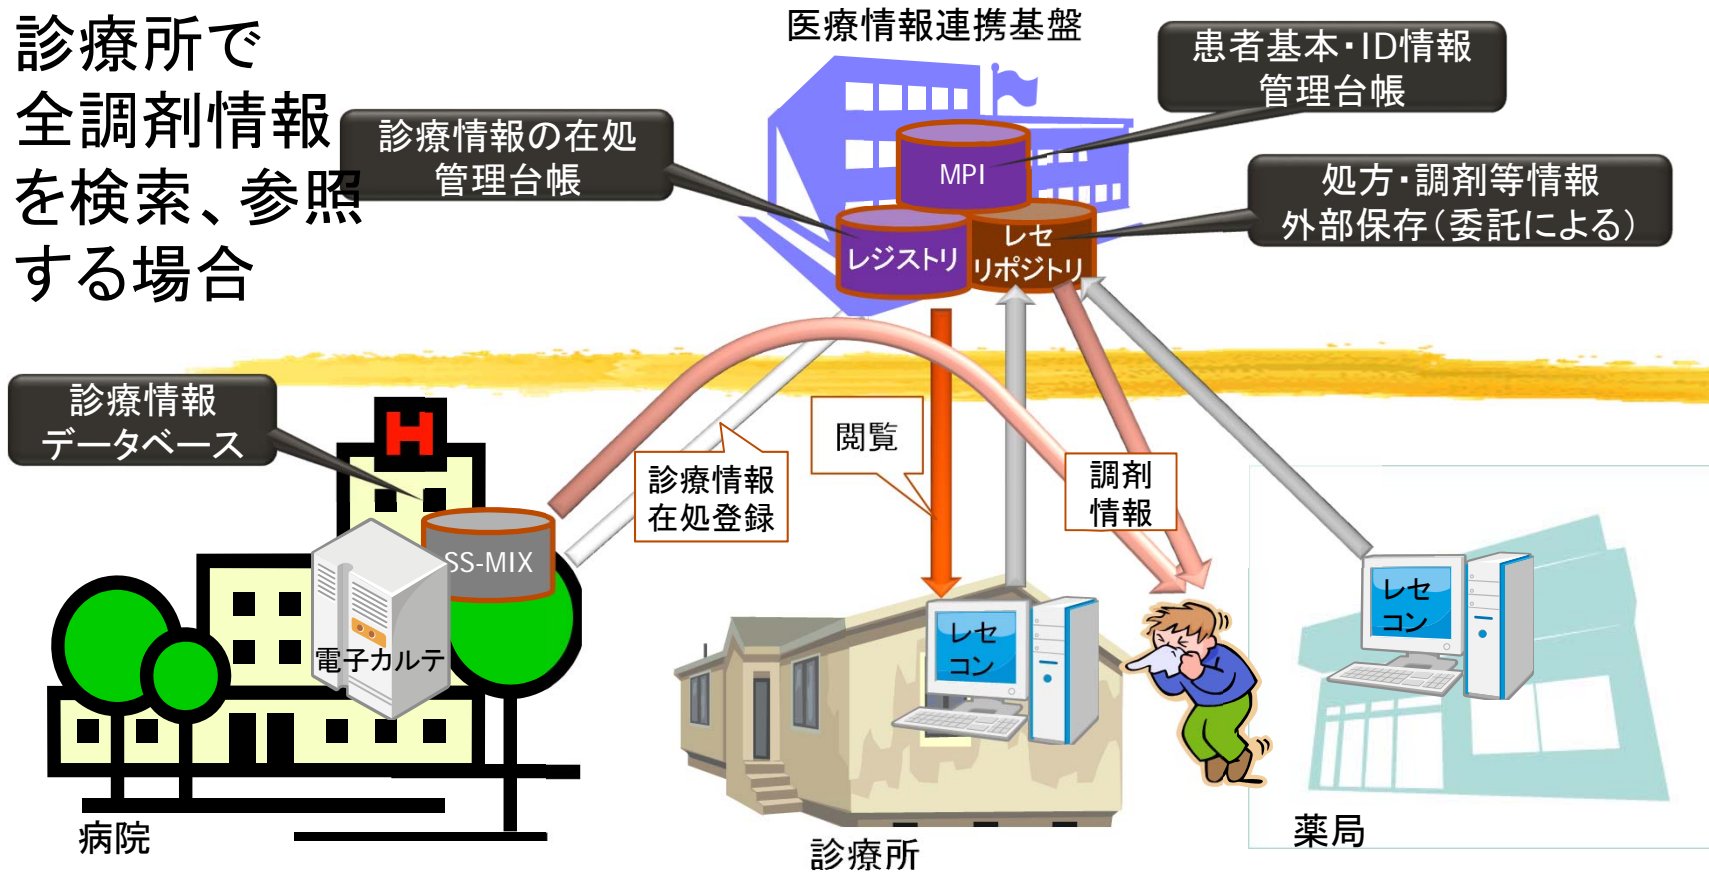 診療所で
全調剤情報
を検索、参照
する場合
医療情報連携基盤
患者基本・ID情報
管理台帳
診療情報の在処
管理台帳
MPI
処方・調剤等情報
外部保存（委託による）
レジストリ
レセ
リポジトリ
診療情報
データベース
閲覧
診療情報
在処登録
調剤
情報
SS-MIX
電子カルテ
レセ
コン
レセ
コン
病院
診療所
薬局